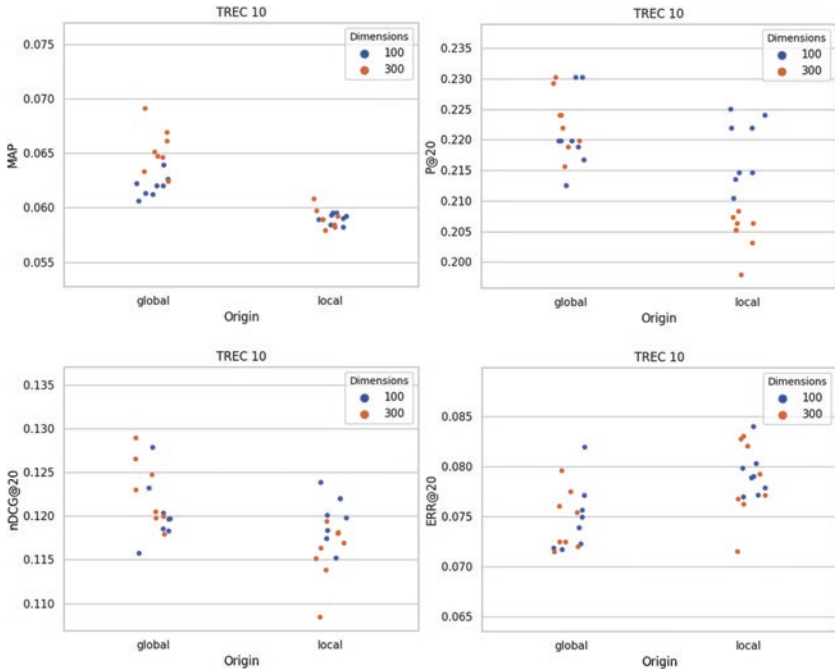 TREC 10
0.075
0.070
0.065
0.060
0.055
MAP
Dimensions
100
300
global
local
Origin
TREC 10
0.235
0.230
0.225
0.220
0.215
0.210
0.205
0.200
P@20
Dimensions
100
300
global
local
Origin
TREC 10
0.135
0.130
0.125
0.120
0.115
0.110
nDCG@20
Dimensions
100
300
global
local
Origin
TREC 10
0.085
0.080
0.075
0.070
0.065
ERR@20
Dimensions
100
300
global
local
Origin